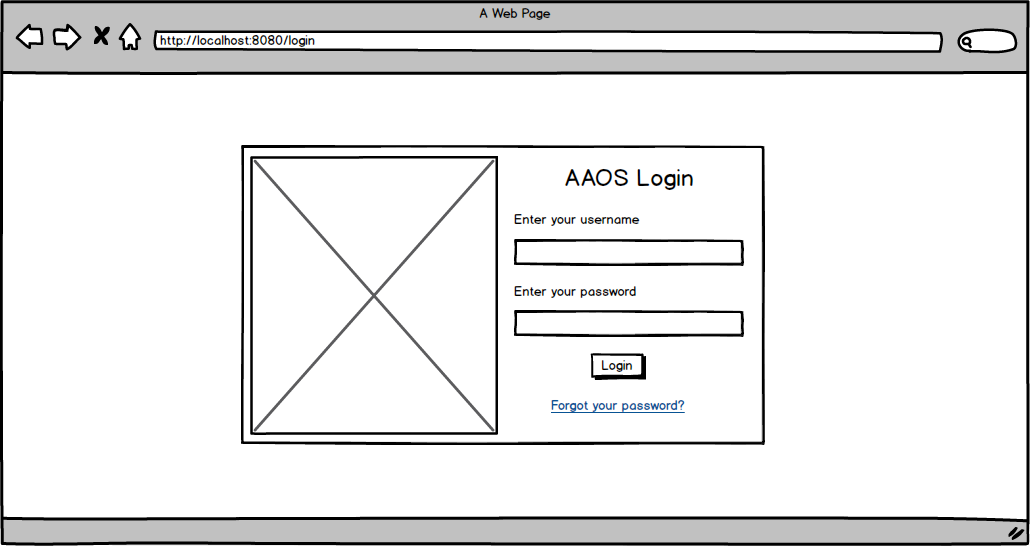 A Web Page
http://localhost:8080/login
AAOS Login
Enter your username
Enter your password
Login
Forgot your password?